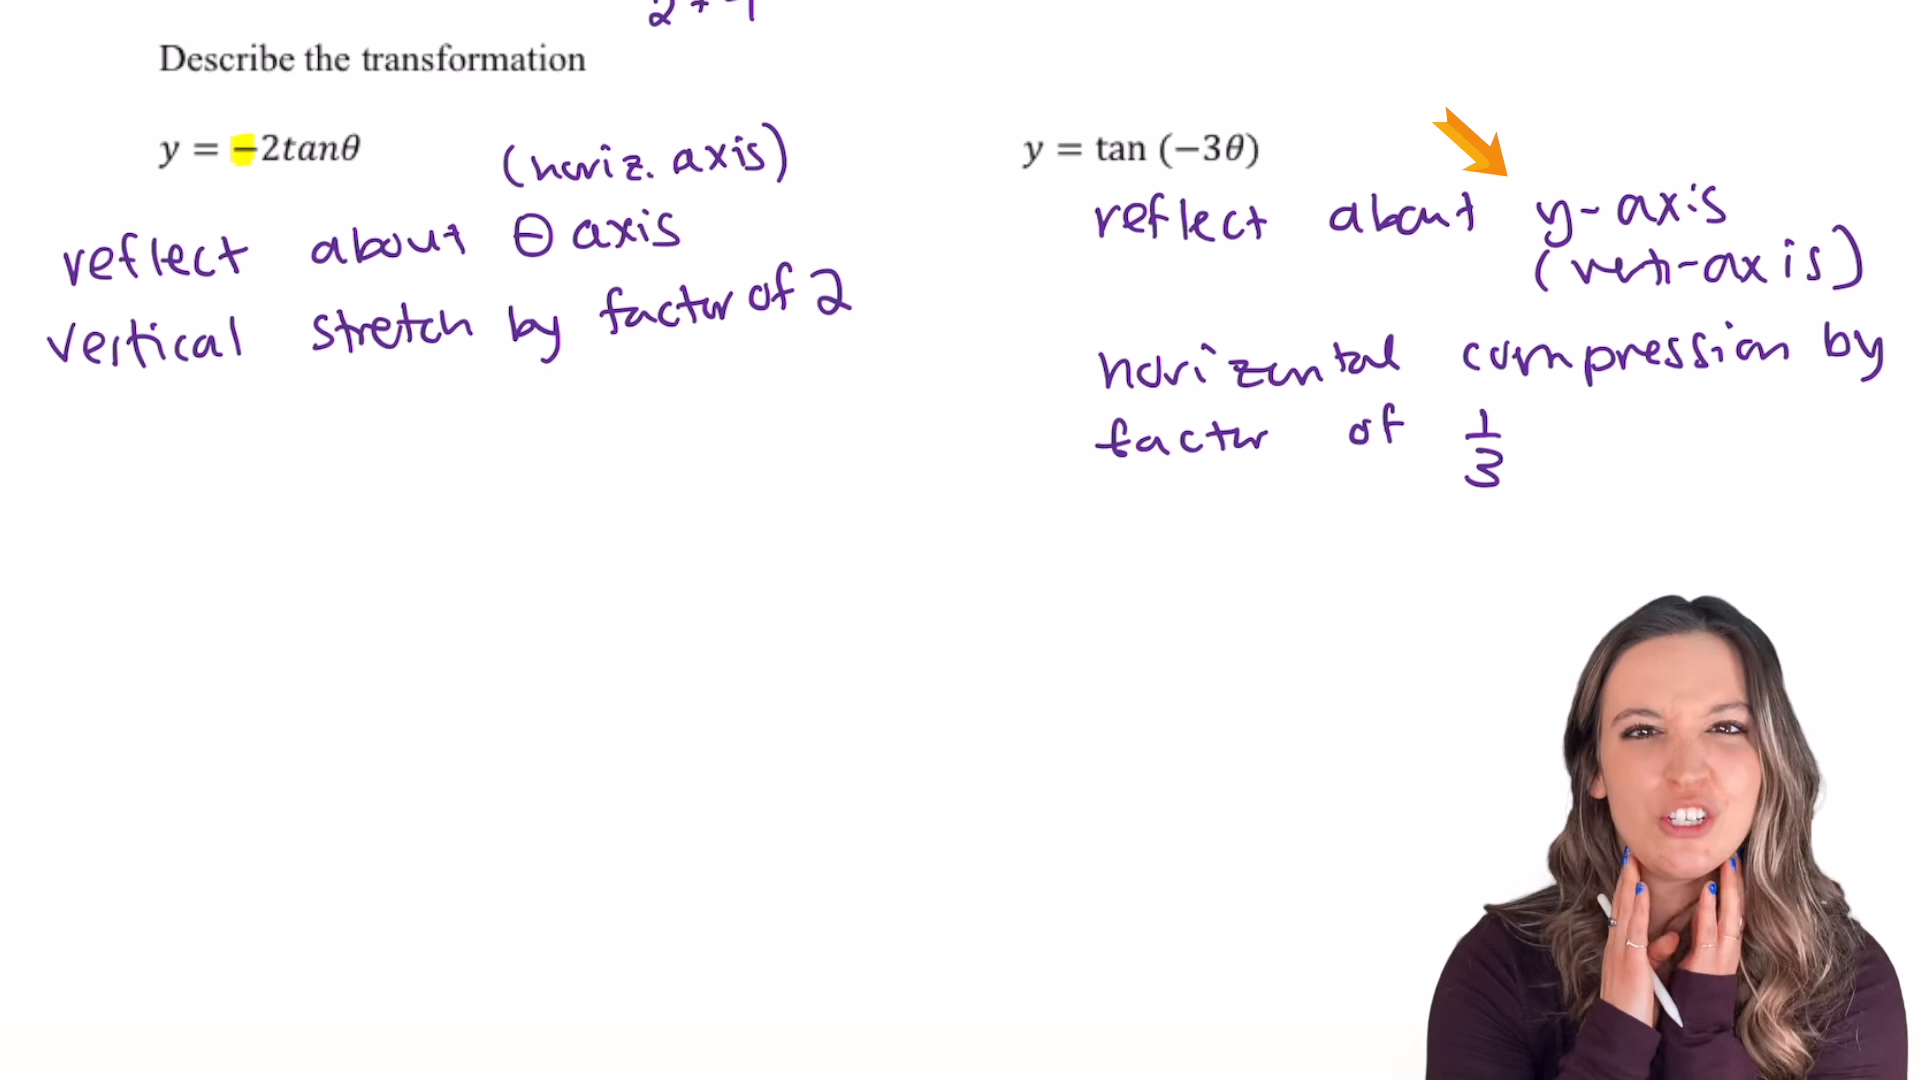 Describe the transformation
y = -2tanθ
(horiz. axis)
reflect about θ axis
vertical stretch by factor of 2
y = tan (-3θ)
reflect about y-axis
(vert-axis)
horizontal compression by
factor of 1/3